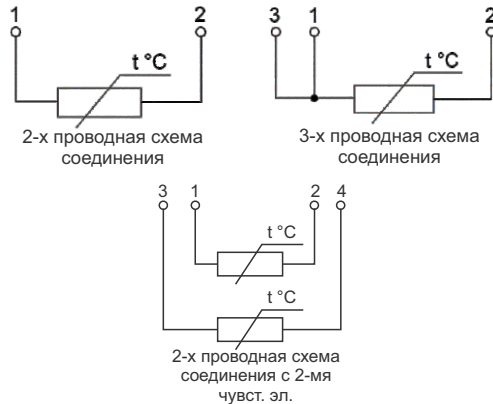 1 2
t °C
2-х проводная схема
соединения
3 1 2
t °C
3-х проводная схема
соединения
3 1 2 4
t °C
t °C
2-х проводная схема
соединения с 2-мя
чувст. эл.